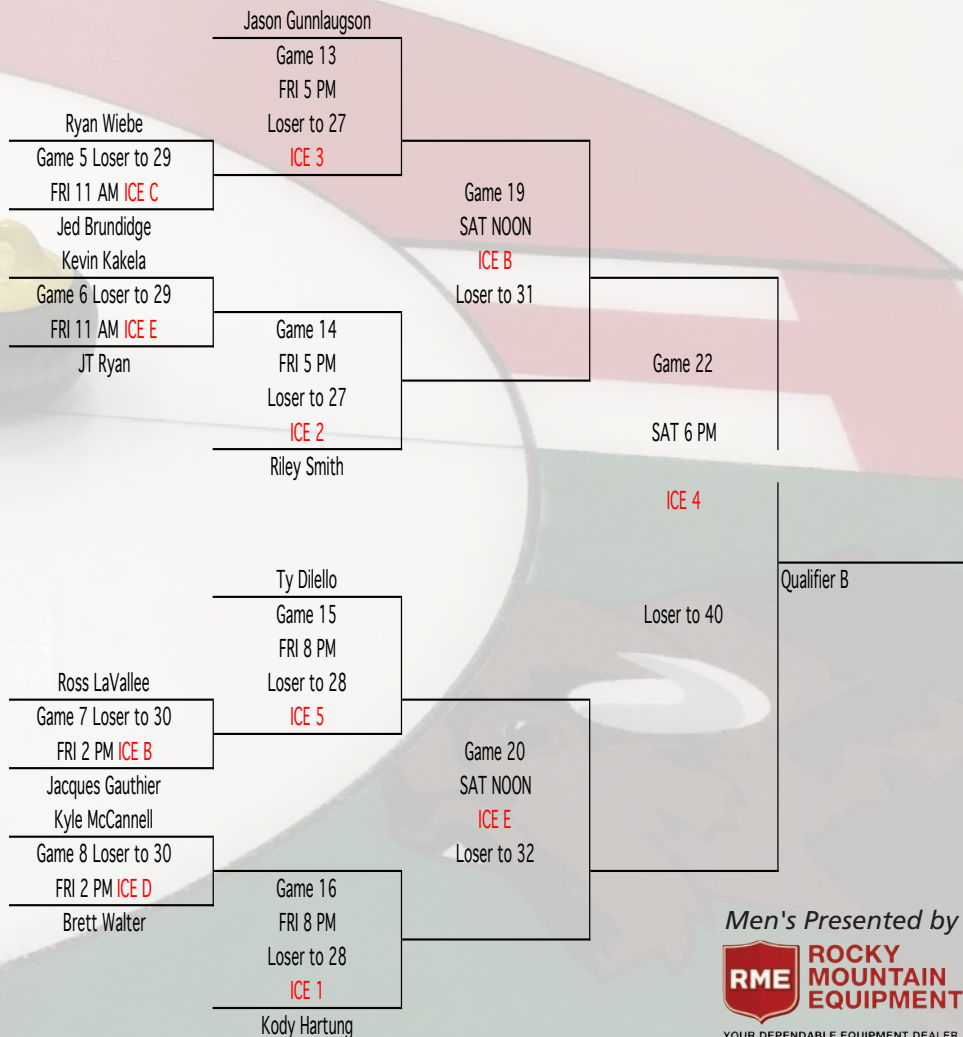 Jason Gunnlaugson
Game 13
FRI 5 PM
Loser to 27
ICE 3
Ryan Wiebe
Game 5 Loser to 29
FRI 11 AM ICE C
Jed Brundidge
Kevin Kakela
Game 6 Loser to 29
FRI 11 AM ICE E
JT Ryan
Game 14
FRI 5 PM
Loser to 27
ICE 2
Riley Smith
Game 19
SAT NOON
ICE B
Loser to 31
Game 22
SAT 6 PM
ICE 4
Loser to 40
Qualifier B
Ty Dilello
Game 15
FRI 8 PM
Loser to 28
ICE 5
Ross LaVallee
Game 7 Loser to 30
FRI 2 PM ICE B
Jacques Gauthier
Kyle McCannell
Game 8 Loser to 30
FRI 2 PM ICE D
Brett Walter
Game 16
FRI 8 PM
Loser to 28
ICE 1
Kody Hartung
Game 20
SAT NOON
ICE E
Loser to 32
Men's Presented by
RME
ROCKY
MOUNTAIN
EQUIPMENT
YOUR DEPENDABLE EQUIPMENT DEALER